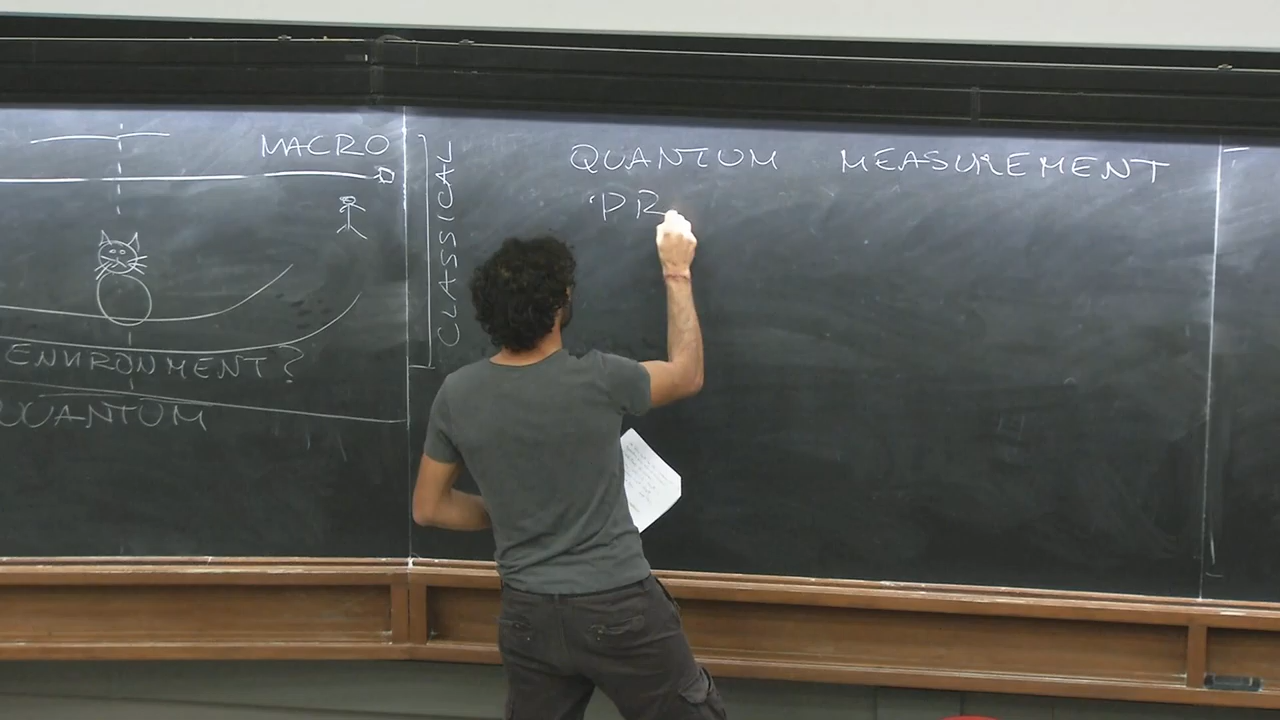 MACRO
ENVIRONMENT?
QUANTUM
CLASSICAL
QUANTUM MEASUREMENT
"PR